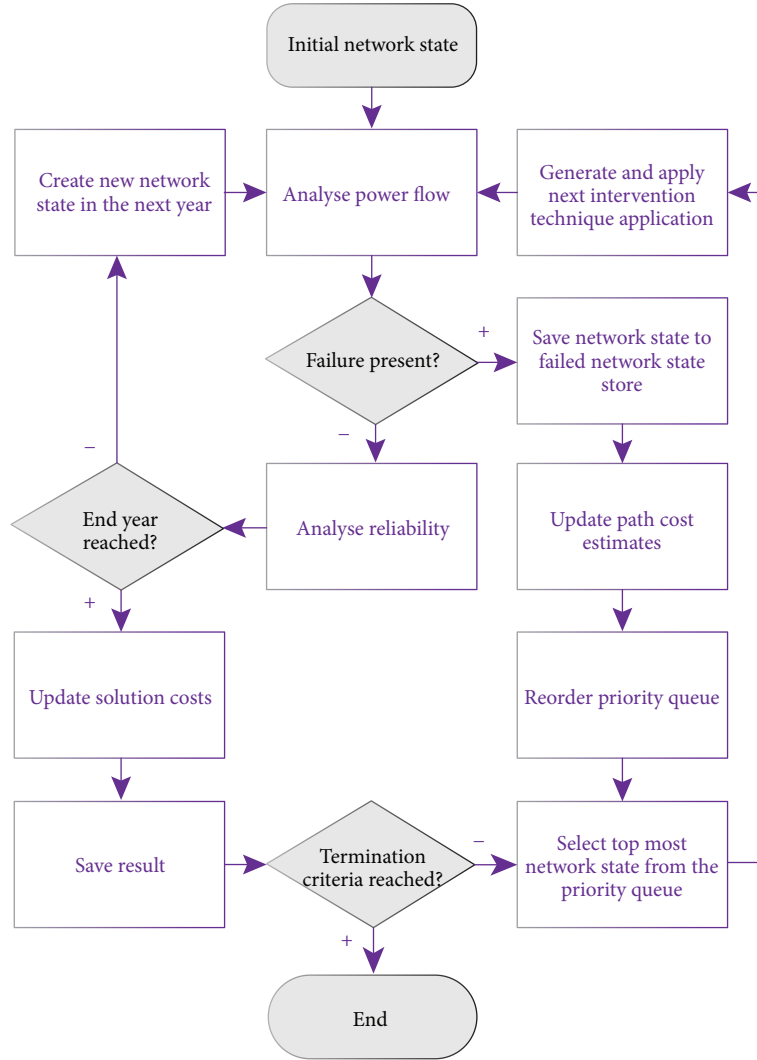 Initial network state
Create new network
state in the next year
Analyse power flow
Generate and apply
next intervention
technique application
Failure present?
+
Save network state to
failed network state
store
−
−
End year
reached?
Analyse reliability
Update path cost
estimates
+
Update solution costs
Reorder priority queue
Save result
Termination
criteria reached?
−
Select top most
network state from the
priority queue
+
End